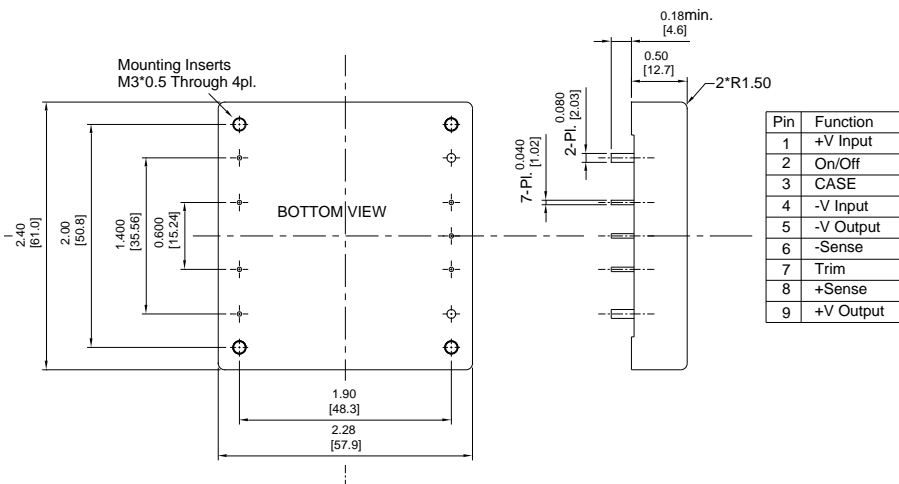 Mounting Inserts
M3*0.5 Through 4pl.
2.40
[61.0]
2.00
[50.8]
1.400
[35.56]
0.600
[15.24]
BOTTOM VIEW
1.90
[48.3]
2.28
[57.9]
0.18min.
[4.6]
0.50
[12.7]
2*R1.50
2-Pl. 0.080
[2.03]
7-Pl. 0.040
[1.02]
Pin Function
1 +V Input
2 On/Off
3 CASE
4 -V Input
5 -V Output
6 -Sense
7 Trim
8 +Sense
9 +V Output